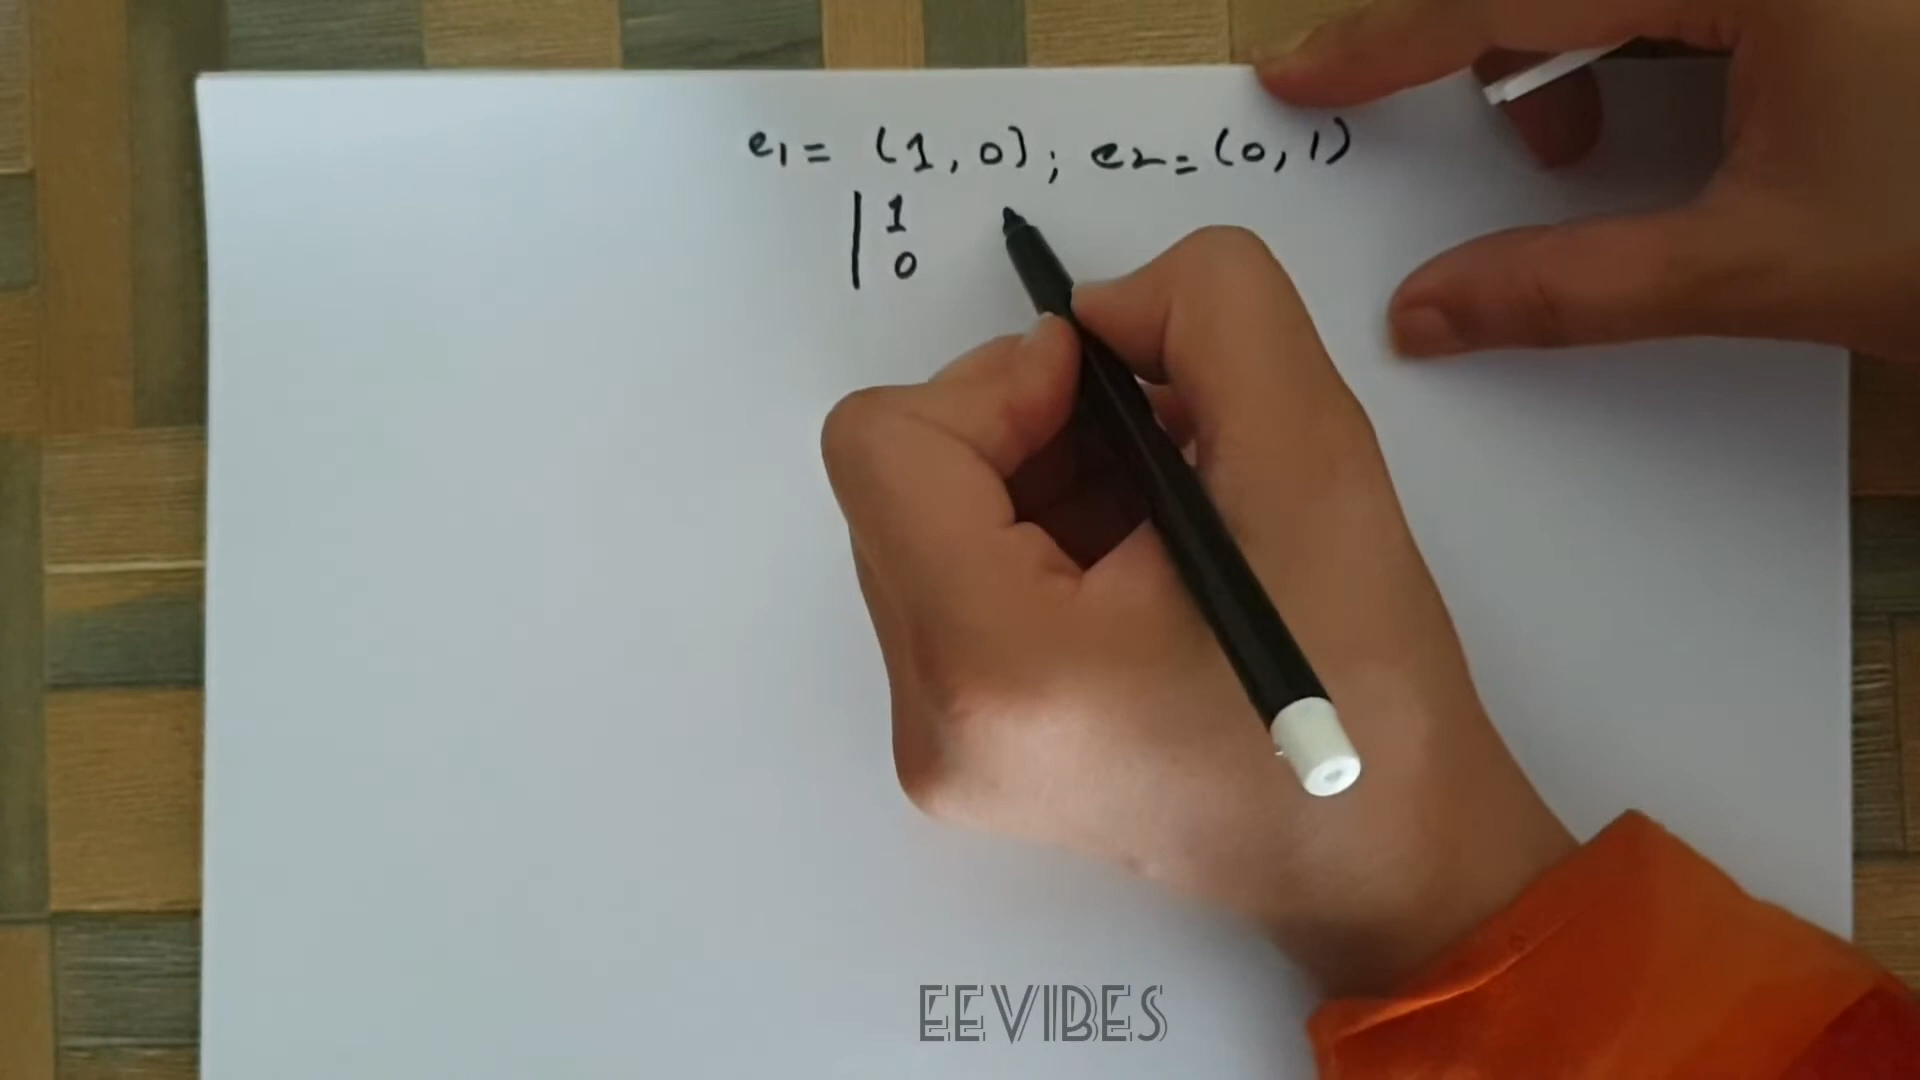 e1 = (1, 0); e2 = (0, 1)
| 1
0
EEVIBES